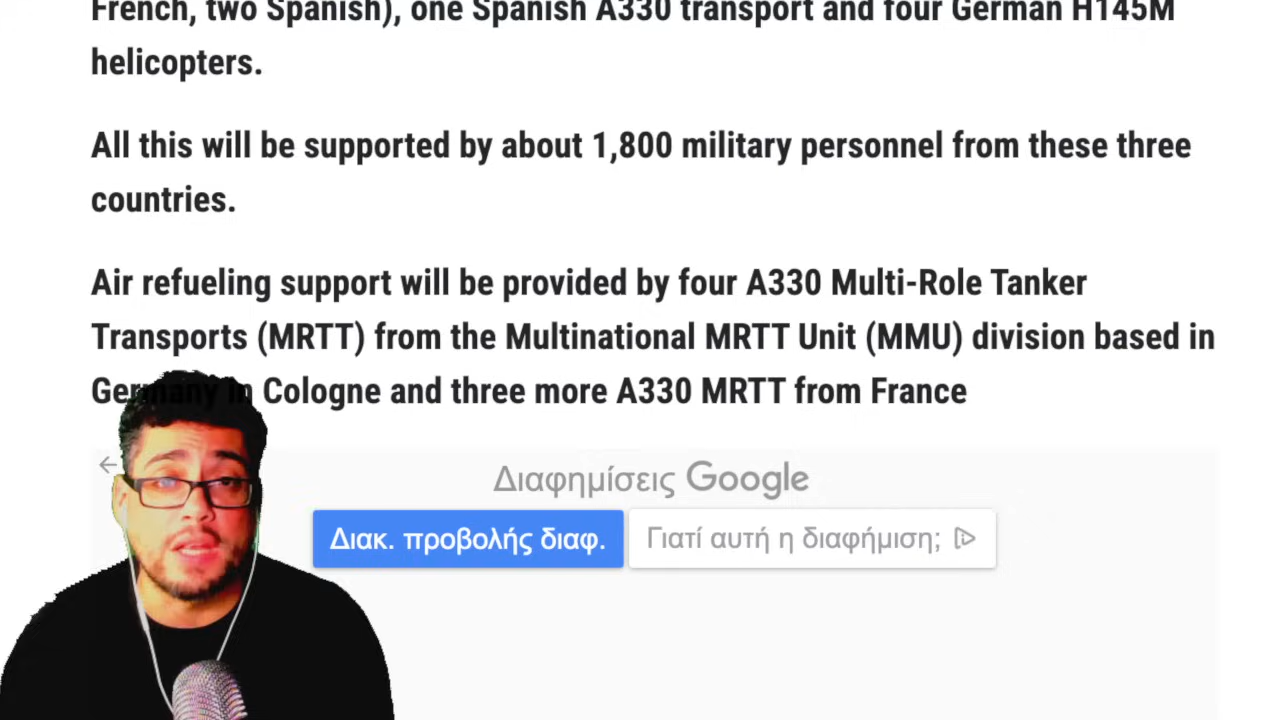 French, two Spanish), one Spanish A330 transport and four German H145M
helicopters.
All this will be supported by about 1,800 military personnel from these three
countries.
Air refueling support will be provided by four A330 Multi-Role Tanker
Transports (MRTT) from the Multinational MRTT Unit (MMU) division based in
Germany in Cologne and three more A330 MRTT from France
Διαφημίσεις Google
Διακ. προβολής διαφ.
Γιατί αυτή η διαφήμιση;